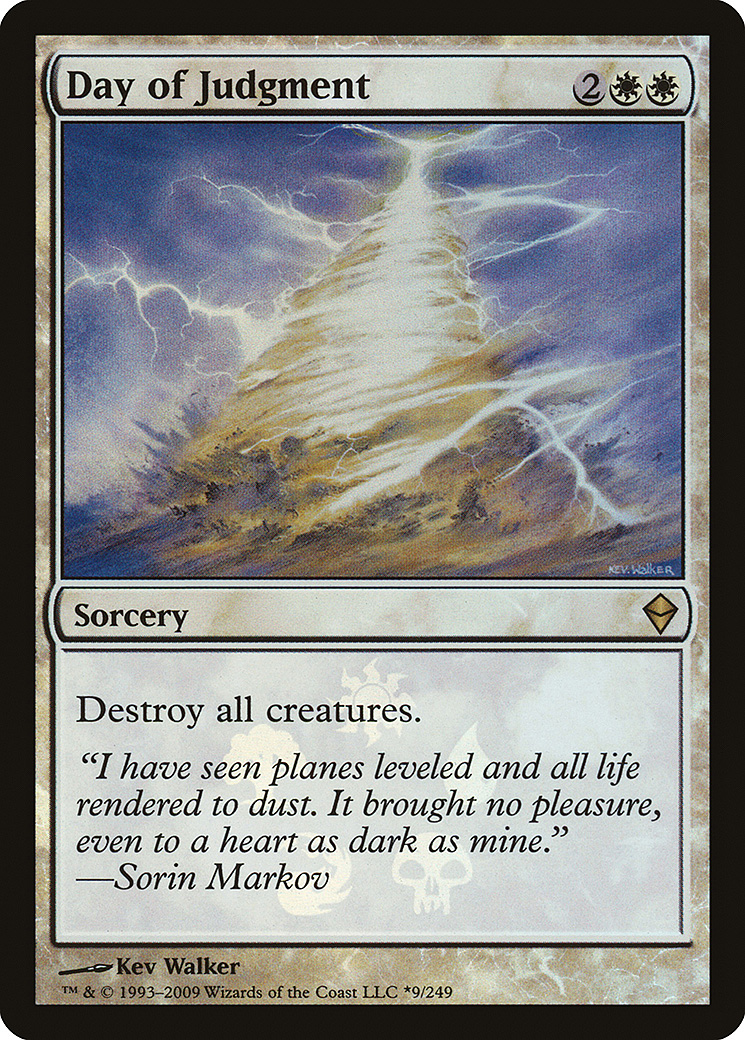 Day of Judgment 2
KEV. WALKER
Sorcery
Destroy all creatures.
“I have seen planes leveled and all life
rendered to dust. It brought no pleasure,
even to a heart as dark as mine.”
—Sorin Markov
Kev Walker
™ & © 1993–2009 Wizards of the Coast LLC *9/249